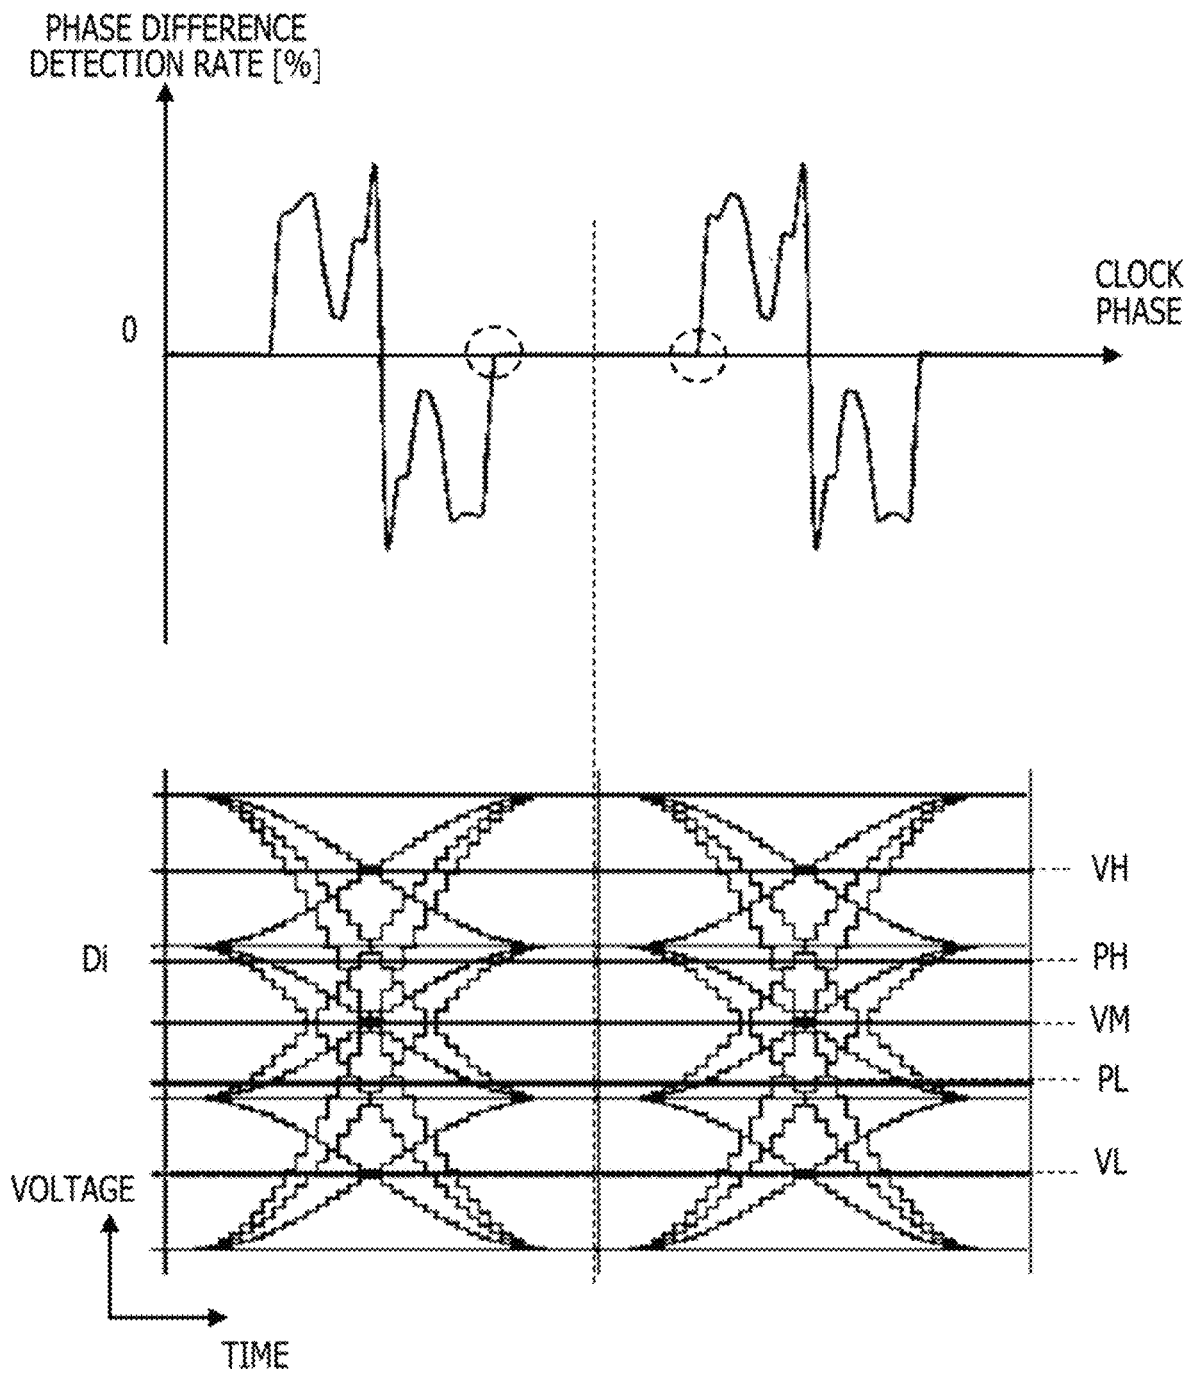 PHASE DIFFERENCE
DETECTION RATE [%]
0
CLOCK
PHASE
VH
Di
PH
VM
PL
VL
VOLTAGE
TIME